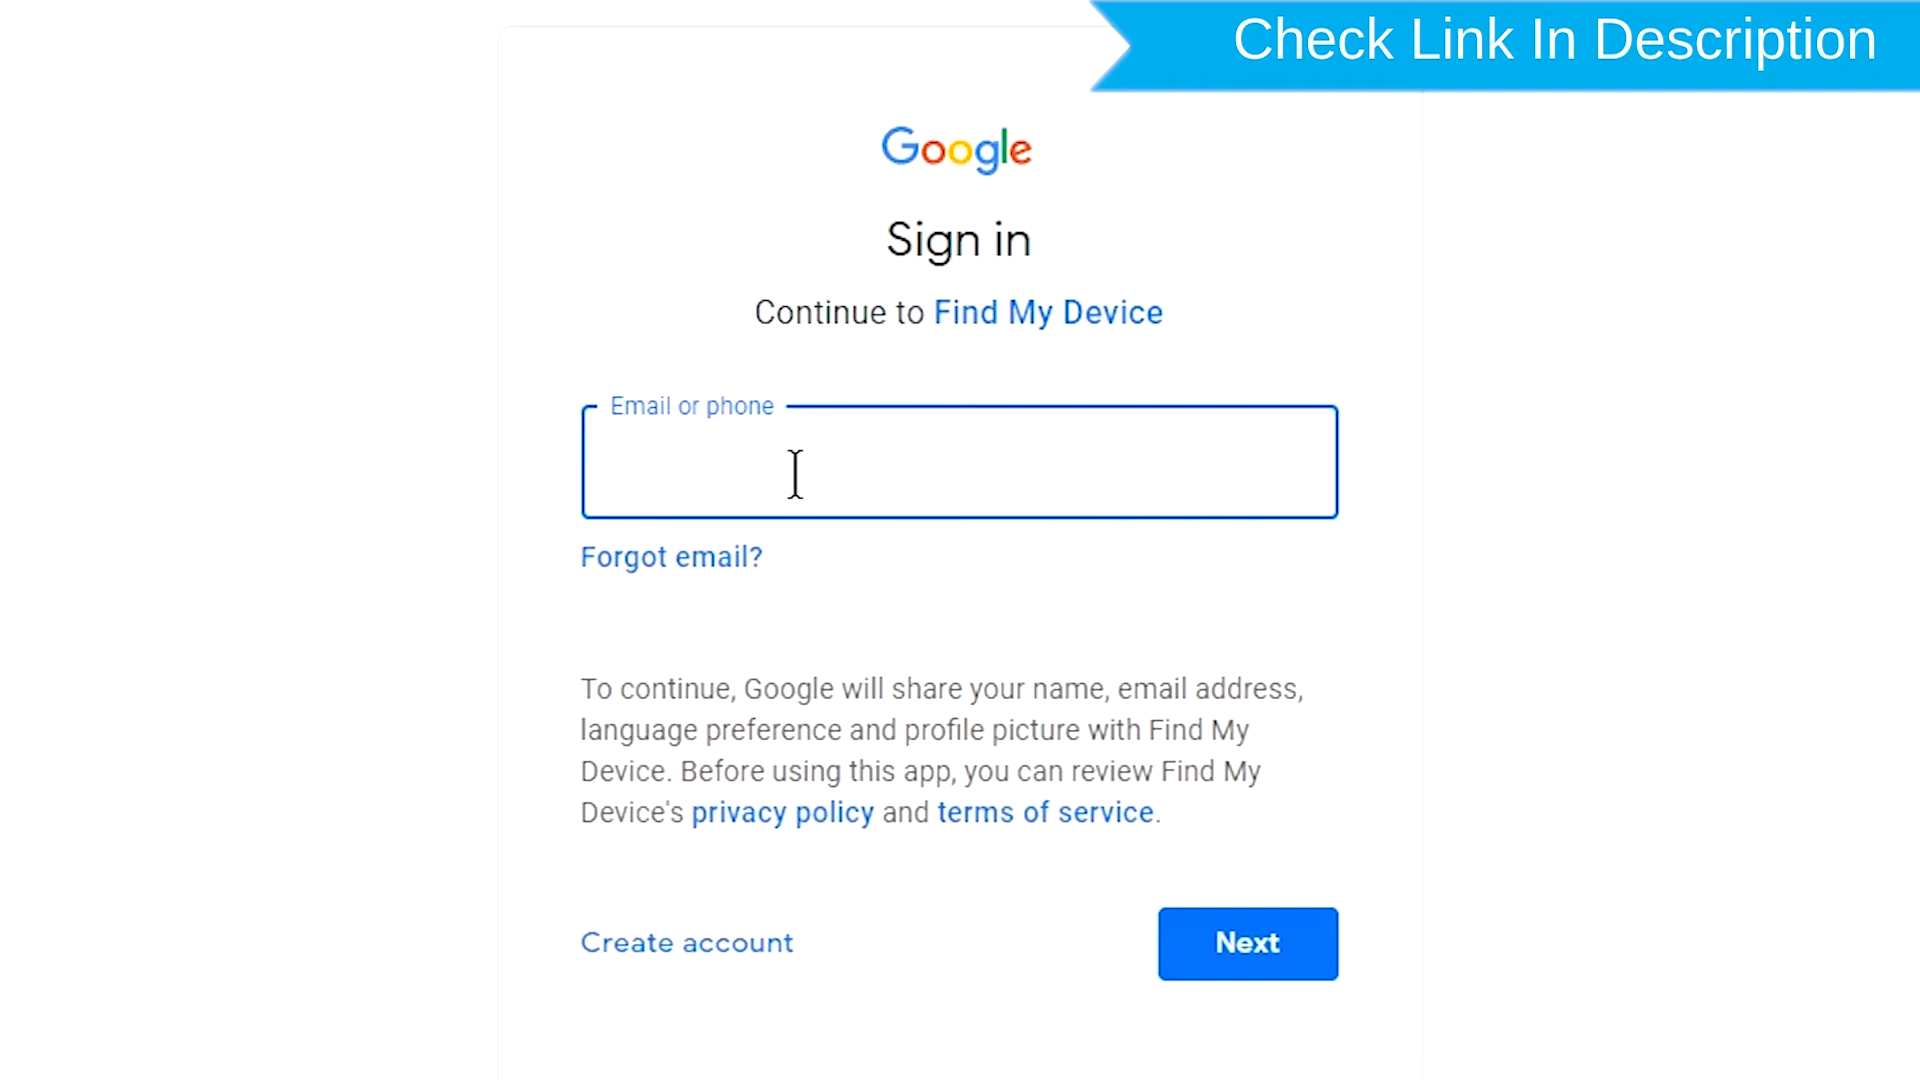 Check Link In Description
Google
Sign in
Continue to Find My Device
Email or phone
Forgot email?
To continue, Google will share your name, email address,
language preference and profile picture with Find My
Device. Before using this app, you can review Find My
Device's privacy policy and terms of service.
Create account
Next